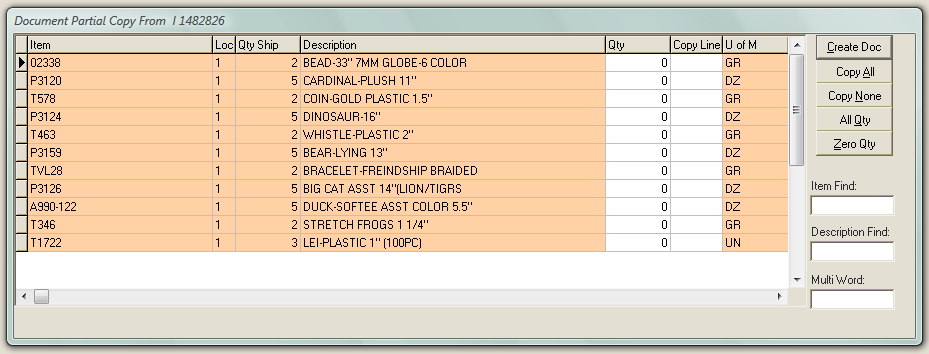 Document Partial Copy From I 1482826
Item Loc Qty Ship Description Qty Copy Line U of M
02338 1 2 BEAD-33" 7MM GLOBE-6 COLOR 0 GR
P3120 1 5 CARDINAL-PLUSH 11" 0 DZ
T578 1 2 COIN-GOLD PLASTIC 1.5" 0 GR
P3124 1 5 DINOSAUR-16" 0 DZ
T463 1 2 WHISTLE-PLASTIC 2" 0 GR
P3159 1 5 BEAR-LYING 13" 0 DZ
TVL28 1 2 BRACELET-FREINDSHIP BRAIDED 0 GR
P3126 1 5 BIG CAT ASST 14"(LION/TIGRS 0 DZ
A990-122 1 5 DUCK-SOFTEE ASST COLOR 5.5" 0 DZ
T346 1 2 STRETCH FROGS 1 1/4" 0 GR
T1722 1 3 LEI-PLASTIC 1" (100PC) 0 UN
Create Doc
Copy All
Copy None
All Qty
Zero Qty
Item Find:
Description Find:
Multi Word: